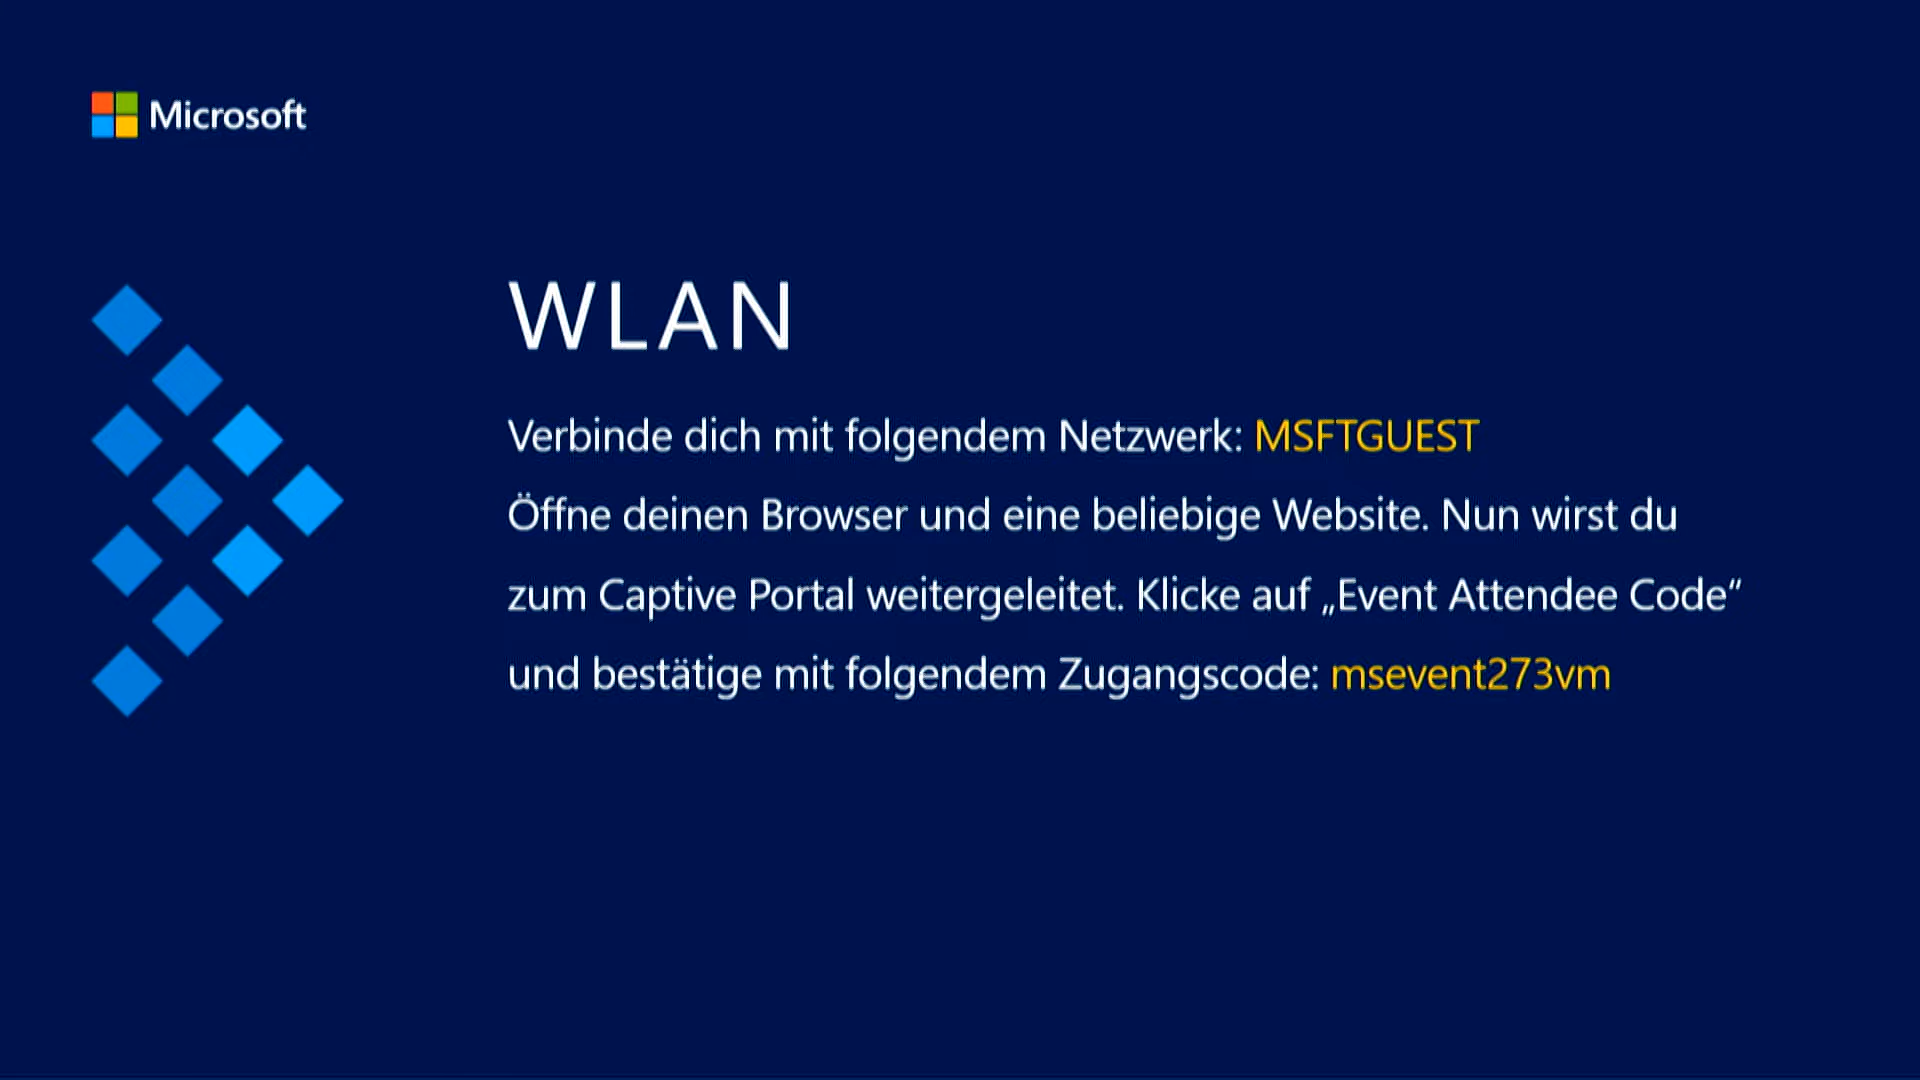 Microsoft
WLAN
Verbinde dich mit folgendem Netzwerk: MSFTGUEST
Öffne deinen Browser und eine beliebige Website. Nun wirst du
zum Captive Portal weitergeleitet. Klicke auf „Event Attendee Code“
und bestätige mit folgendem Zugangscode: msevent273vm